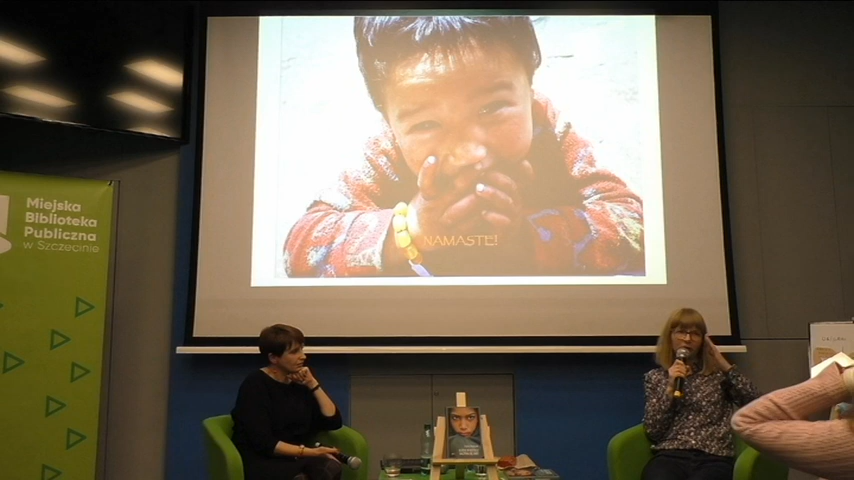 Miejska
Biblioteka
Publiczna
w Szczecinie
NAMASTE!